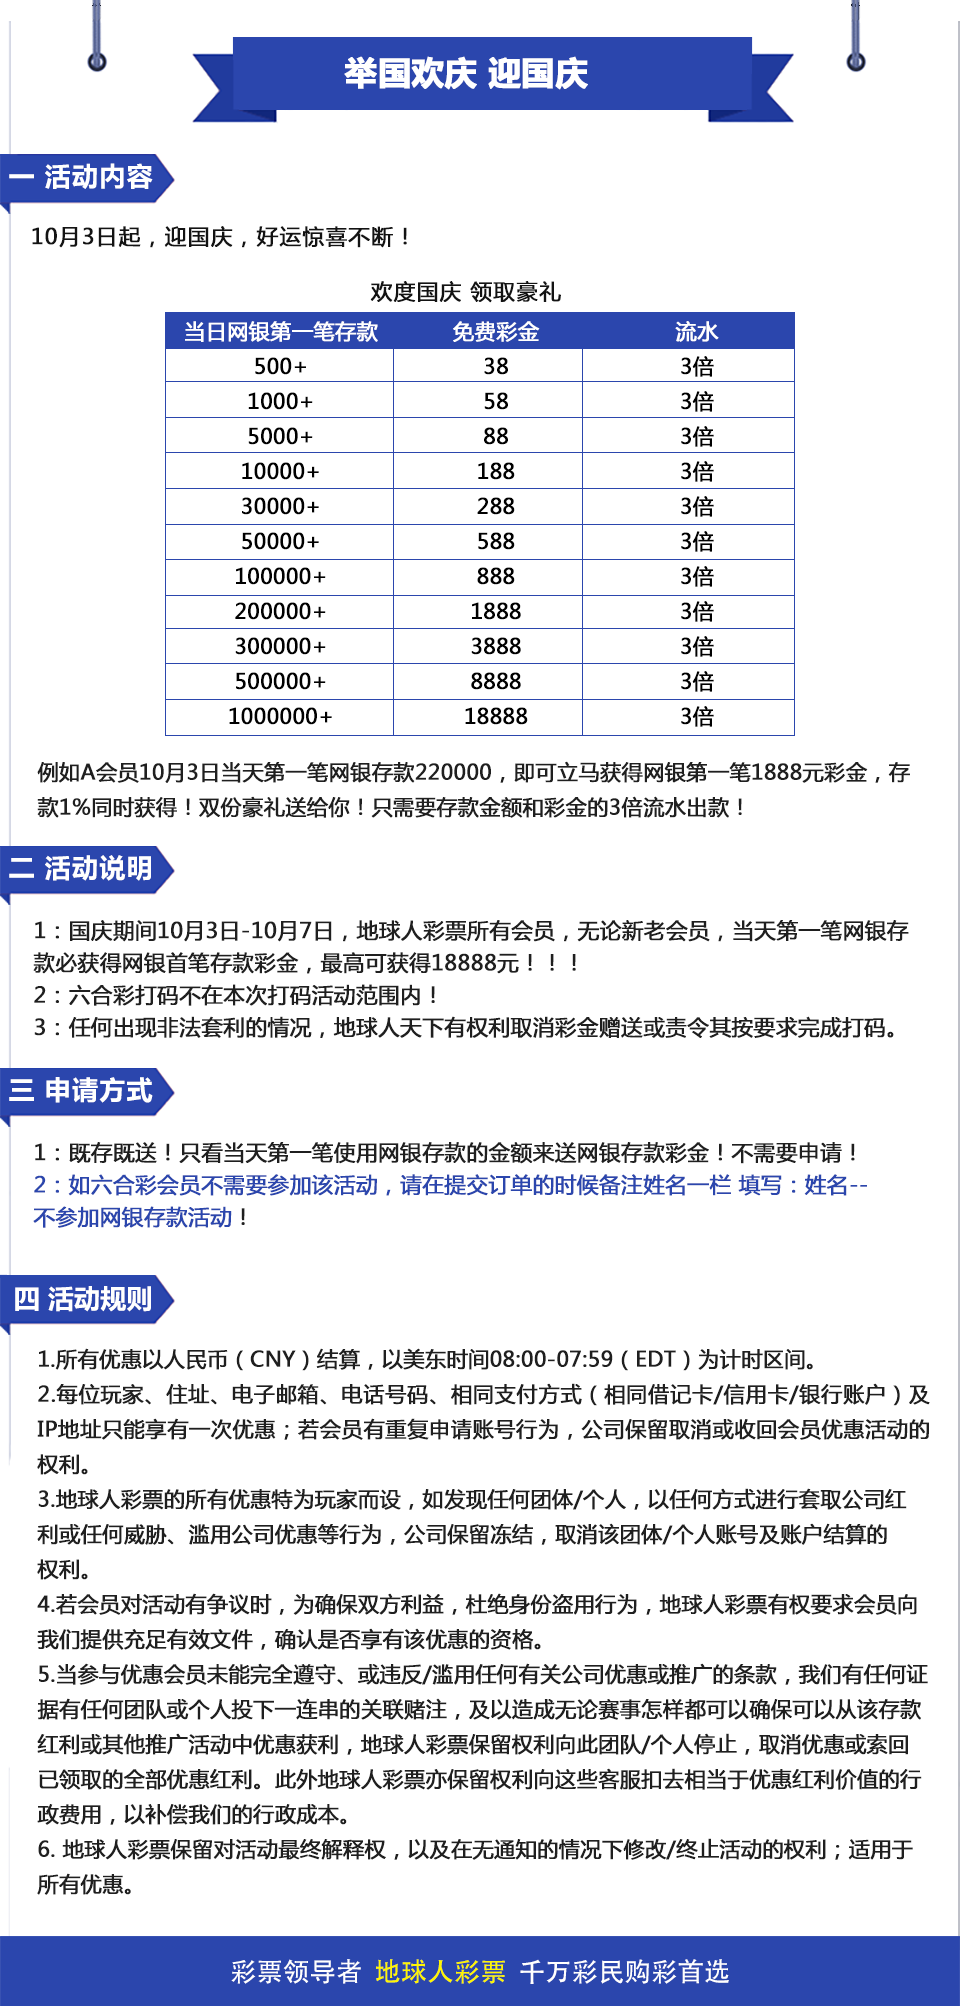 举国欢庆 迎国庆
一 活动内容
10月3日起，迎国庆，好运惊喜不断！
欢度国庆 领取豪礼
当日网银第一笔存款 免费彩金 流水
500+ 38 3倍
1000+ 58 3倍
5000+ 88 3倍
10000+ 188 3倍
30000+ 288 3倍
50000+ 588 3倍
100000+ 888 3倍
200000+ 1888 3倍
300000+ 3888 3倍
500000+ 8888 3倍
1000000+ 18888 3倍
例如A会员10月3日当天第一笔网银存款220000，即可立马获得网银第一笔1888元彩金，存
款1%同时获得！双份豪礼送给你！只需要存款金额和彩金的3倍流水出款！
二 活动说明
1：国庆期间10月3日-10月7日，地球人彩票所有会员，无论新老会员，当天第一笔网银存
款必获得网银首笔存款彩金，最高可获得18888元！！！
2：六合彩打码不在本次打码活动范围内！
3：任何出现非法套利的情况，地球人天下有权利取消彩金赠送或责令其按要求完成打码。
三 申请方式
1：既存既送！只看当天第一笔使用网银存款的金额来送网银存款彩金！不需要申请！
2：如六合彩会员不需要参加该活动，请在提交订单的时候备注姓名一栏 填写：姓名--
不参加网银存款活动！
四 活动规则
1.所有优惠以人民币（CNY）结算，以美东时间08:00-07:59（EDT）为计时区间。
2.每位玩家、住址、电子邮箱、电话号码、相同支付方式（相同借记卡/信用卡/银行账户）及
IP地址只能享有一次优惠；若会员有重复申请账号行为，公司保留取消或收回会员优惠活动的
权利。
3.地球人彩票的所有优惠特为玩家而设，如发现任何团体/个人，以任何方式进行套取公司红
利或任何威胁、滥用公司优惠等行为，公司保留冻结，取消该团体/个人账号及账户结算的
权利。
4.若会员对活动有争议时，为确保双方利益，杜绝身份盗用行为，地球人彩票有权要求会员向
我们提供充足有效文件，确认是否享有该优惠的资格。
5.当参与优惠会员未能完全遵守、或违反/滥用任何有关公司优惠或推广的条款，我们有任何证
据有任何团队或个人投下一连串的关联赌注，及以造成无论赛事怎样都可以确保可以从该存款
红利或其他推广活动中优惠获利，地球人彩票保留权利向此团队/个人停止，取消优惠或索回
已领取的全部优惠红利。此外地球人彩票亦保留权利向这些客服扣去相当于优惠红利价值的行
政费用，以补偿我们的行政成本。
6. 地球人彩票保留对活动最终解释权，以及在无通知的情况下修改/终止活动的权利；适用于
所有优惠。
彩票领导者 地球人彩票 千万彩民购彩首选